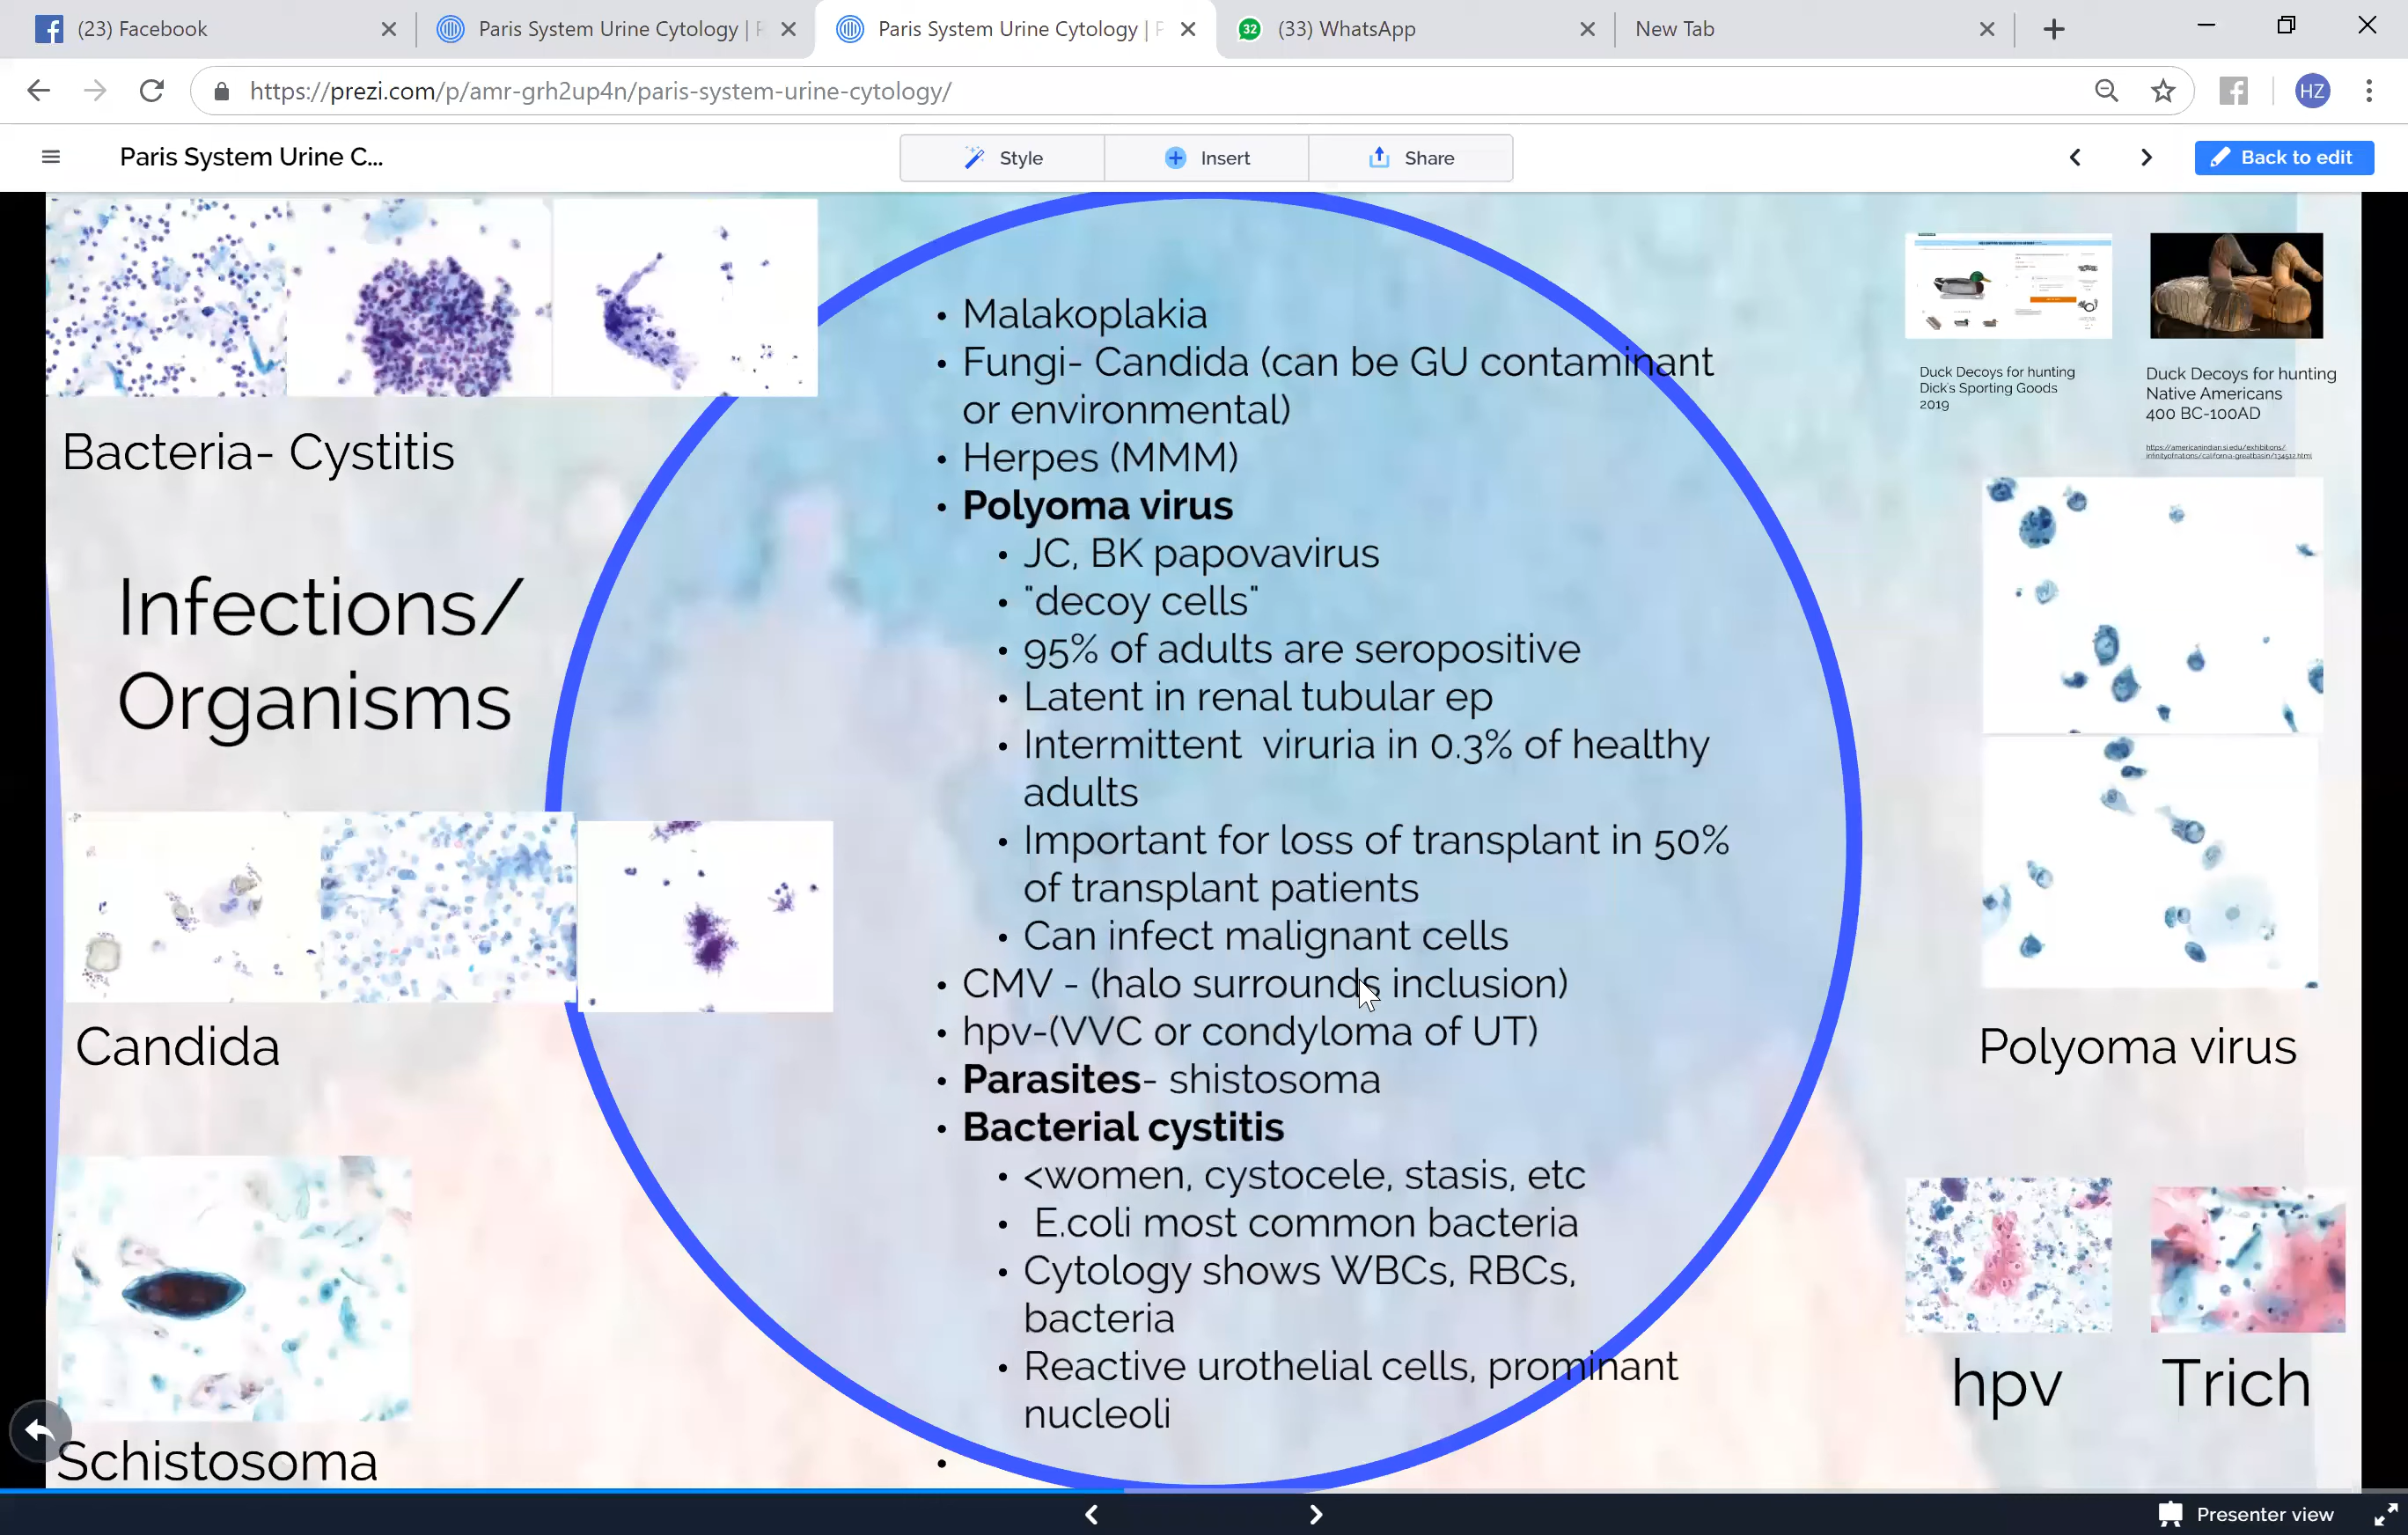 (23) Facebook
Paris System Urine Cytology |
Paris System Urine Cytology |
32
(33) WhatsApp
New Tab
https://prezi.com/p/amr-grh2up4n/paris-system-urine-cytology/
HZ
Paris System Urine C...
Style
Insert
Share
Back to edit
Bacteria- Cystitis
Infections/
Organisms
Candida
Schistosoma
• Malakoplakia
• Fungi- Candida (can be GU contaminant
or environmental)
• Herpes (MMM)
• Polyoma virus
• JC, BK papovavirus
• "decoy cells"
• 95% of adults are seropositive
• Latent in renal tubular ep
• Intermittent viruria in 0.3% of healthy
adults
• Important for loss of transplant in 50%
of transplant patients
• Can infect malignant cells
• CMV - (halo surrounds inclusion)
• hpv-(VVC or condyloma of UT)
• Parasites- shistosoma
• Bacterial cystitis
• <women, cystocele, stasis, etc
• E.coli most common bacteria
• Cytology shows WBCs, RBCs,
bacteria
• Reactive urothelial cells, prominant
nucleoli
•
Duck Decoys for hunting
Dick's Sporting Goods
2019
Duck Decoys for hunting
Native Americans
400 BC-100AD
https://americanindian.si.edu/exhibitions/
Polyoma virus
hpv
Trich
Presenter view